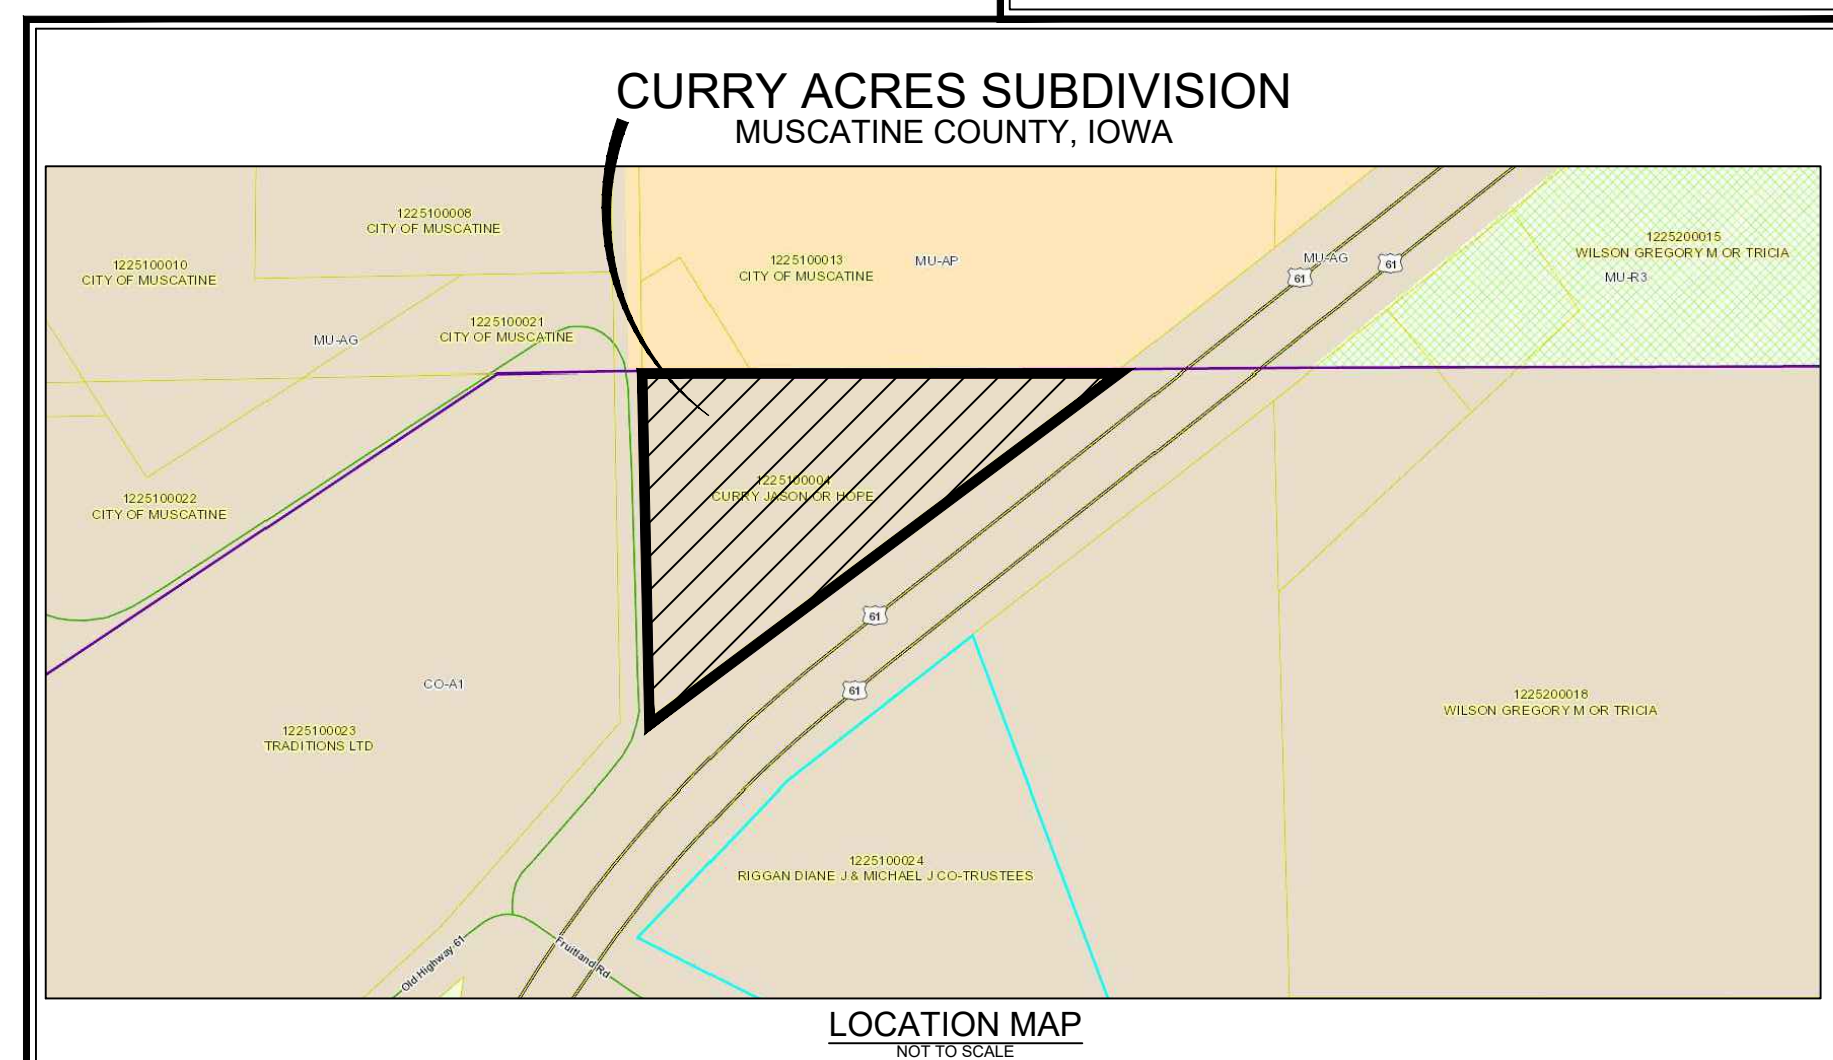 CURRY ACRES SUBDIVISION
MUSCATINE COUNTY, IOWA
1225100008
CITY OF MUSCATINE
1225100010
CITY OF MUSCATINE
1225100013
CITY OF MUSCATINE
MU-AP
MU-AG
61
61
1225200015
WILSON GREGORY M OR TRICIA
MU-R3
1225100021
CITY OF MUSCATINE
MU-AG
1225100022
CITY OF MUSCATINE
1225100004
CURRY JASON OR HOPE
61
61
CO-A1
1225100023
TRADITIONS LTD
1225200018
WILSON GREGORY M OR TRICIA
1225100024
RIGGAN DIANE J & MICHAEL J CO-TRUSTEES
Old Highway 61
Fruitland Rd
LOCATION MAP
NOT TO SCALE